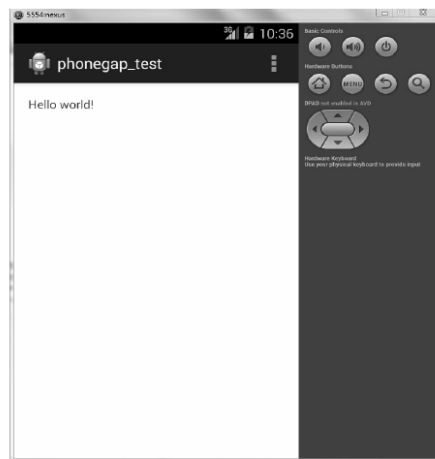 5554:nexus
3G 10:36
phonegap_test
Hello world!
Basic Controls
Hardware Buttons
MENU
DPAD not enabled in AVD
Hardware Keyboard
Use your physical keyboard to provide input